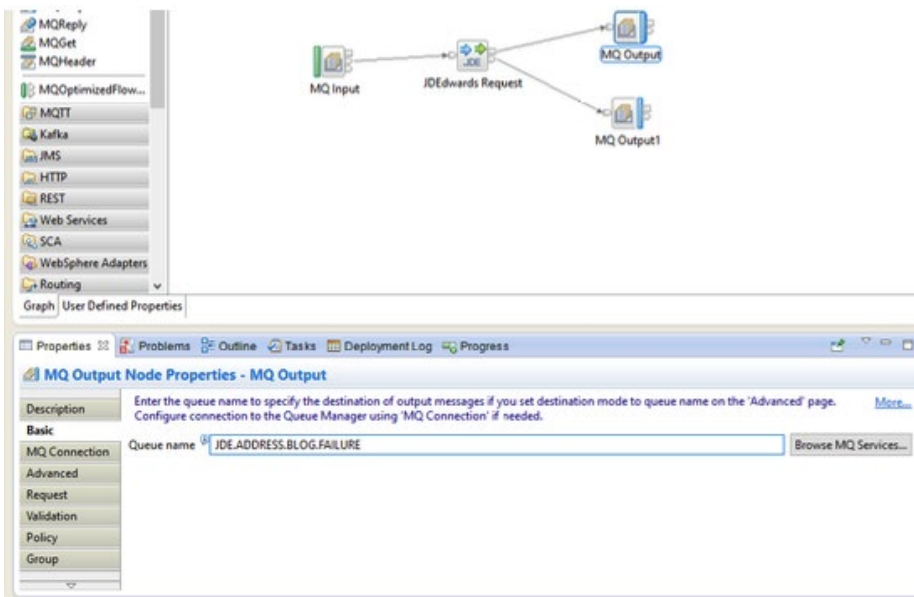 MQReply
MQGet
MQHeader
MQOptimizedFlow...
MQTT
Kafka
JMS
HTTP
REST
Web Services
SCA
WebSphere Adapters
Routing
MQ Input
JDE
JDEdwards Request
MQ Output
MQ Output1
Graph User Defined Properties
Properties Problems Outline Tasks Deployment Log Progress
MQ Output Node Properties - MQ Output
Description
Basic
MQ Connection
Advanced
Request
Validation
Policy
Group
Enter the queue name to specify the destination of output messages if you set destination mode to queue name on the 'Advanced' page. More...
Configure connection to the Queue Manager using 'MQ Connection' if needed.
Queue name JDE.ADDRESS.BLOG.FAILURE Browse MQ Services...